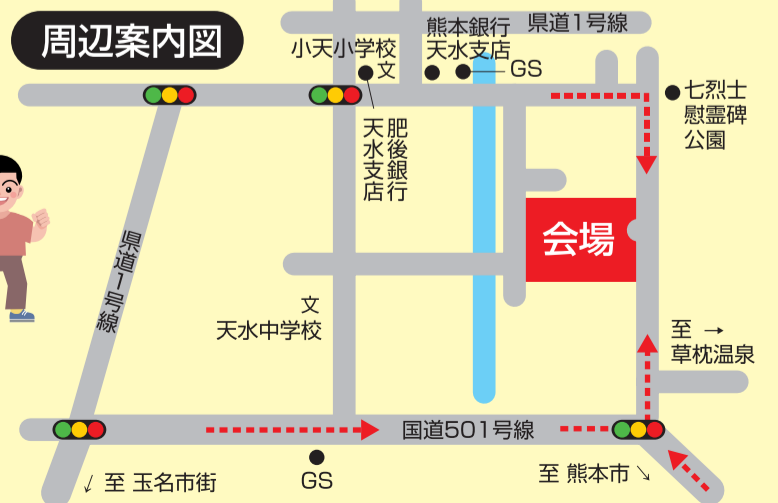 周辺案内図
県道1号線
小天小学校
文
熊本銀行
天水支店
GS
七烈士
慰霊碑
公園
肥後銀行
天水支店
県道1号線
会場
文
天水中学校
至 →
草枕温泉
国道501号線
↙ 至 玉名市街
GS
至 熊本市 ↘